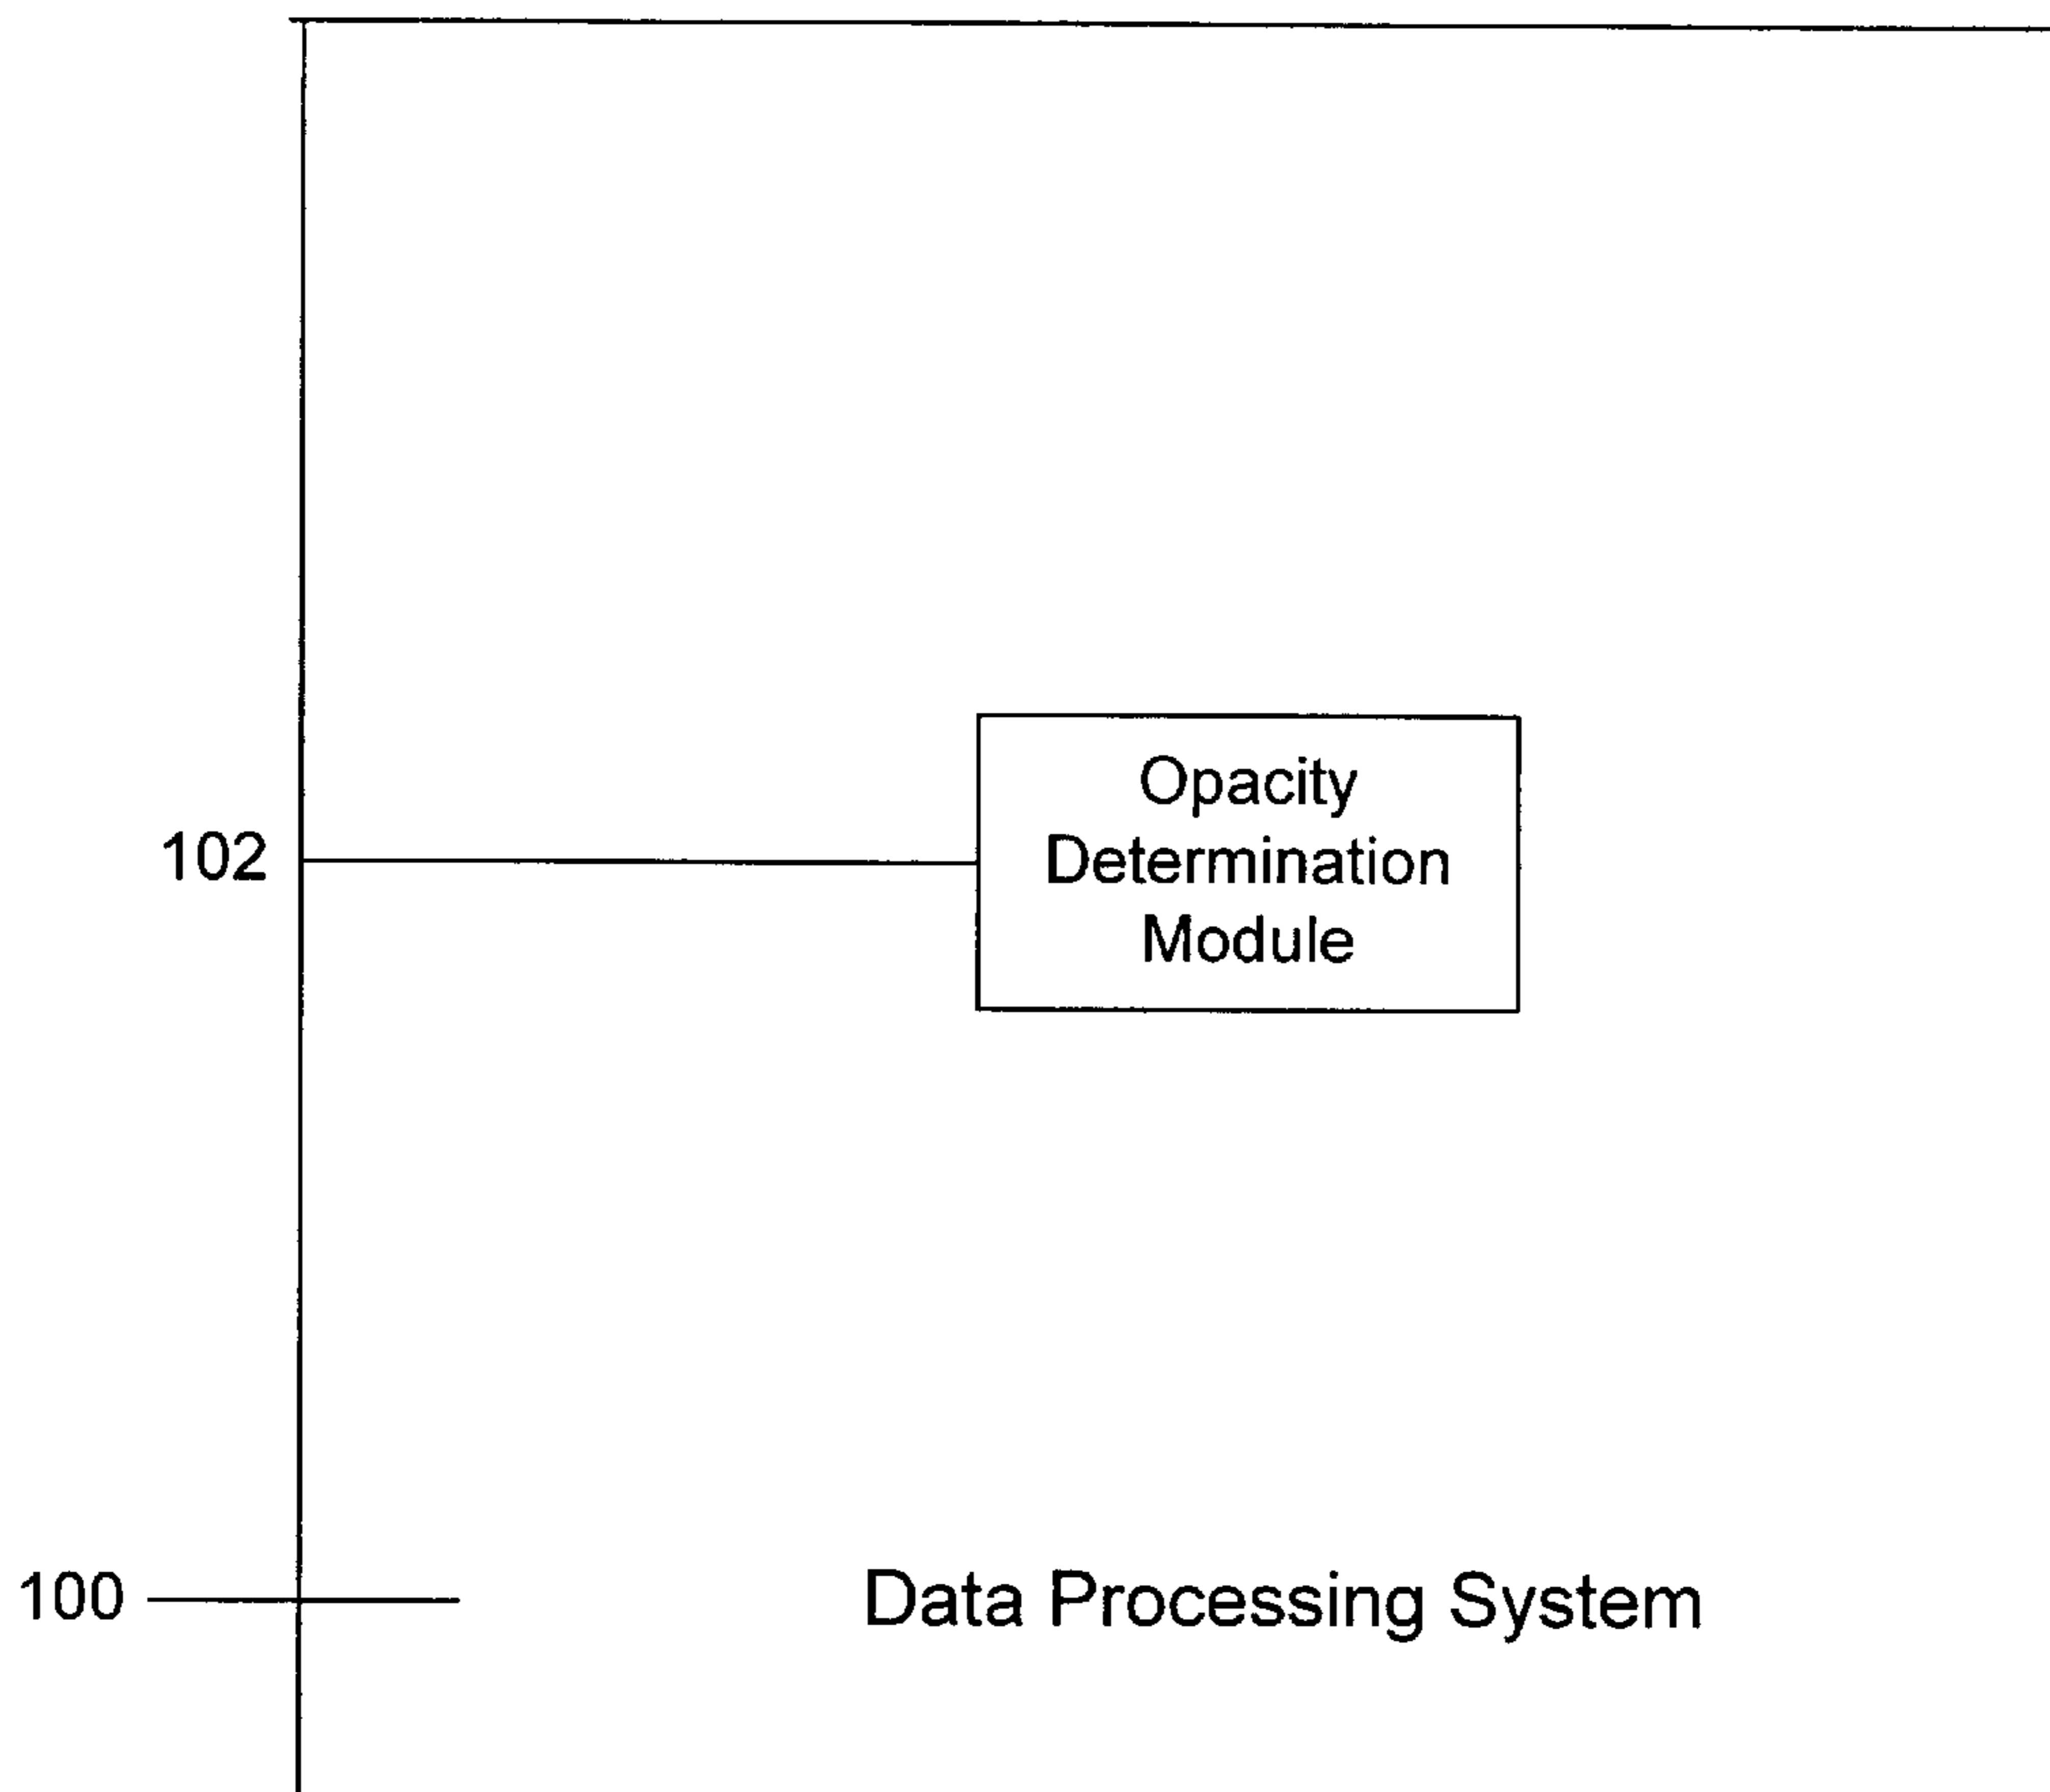 Opacity
Determination
Module
102
100
Data Processing System